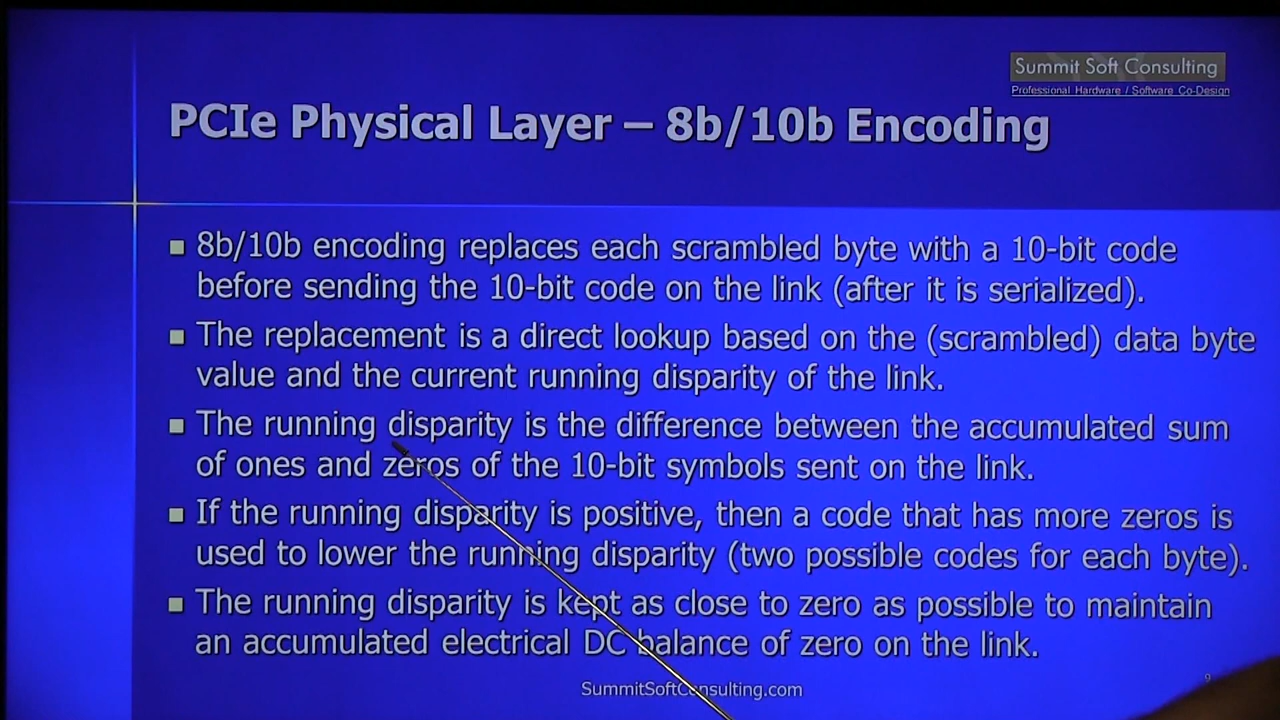 Summit Soft Consulting
Professional Hardware / Software Co-Design
PCIe Physical Layer – 8b/10b Encoding
8b/10b encoding replaces each scrambled byte with a 10-bit code
before sending the 10-bit code on the link (after it is serialized).
The replacement is a direct lookup based on the (scrambled) data byte
value and the current running disparity of the link.
The running disparity is the difference between the accumulated sum
of ones and zeros of the 10-bit symbols sent on the link.
If the running disparity is positive, then a code that has more zeros is
used to lower the running disparity (two possible codes for each byte).
The running disparity is kept as close to zero as possible to maintain
an accumulated electrical DC balance of zero on the link.
SummitSoftConsulting.com
9